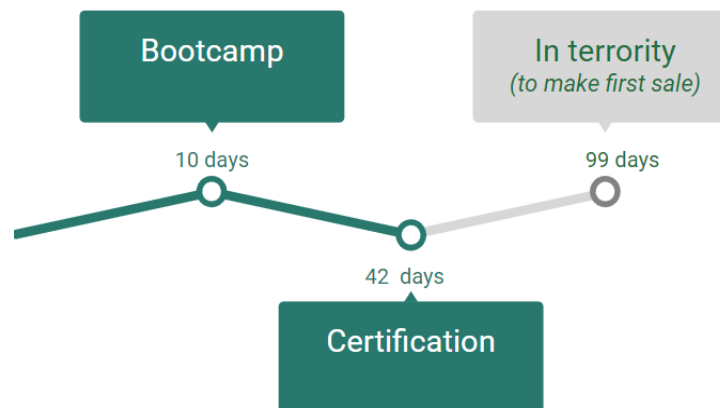 Bootcamp
In terrority
(to make first sale)
10 days
99 days
42 days
Certification